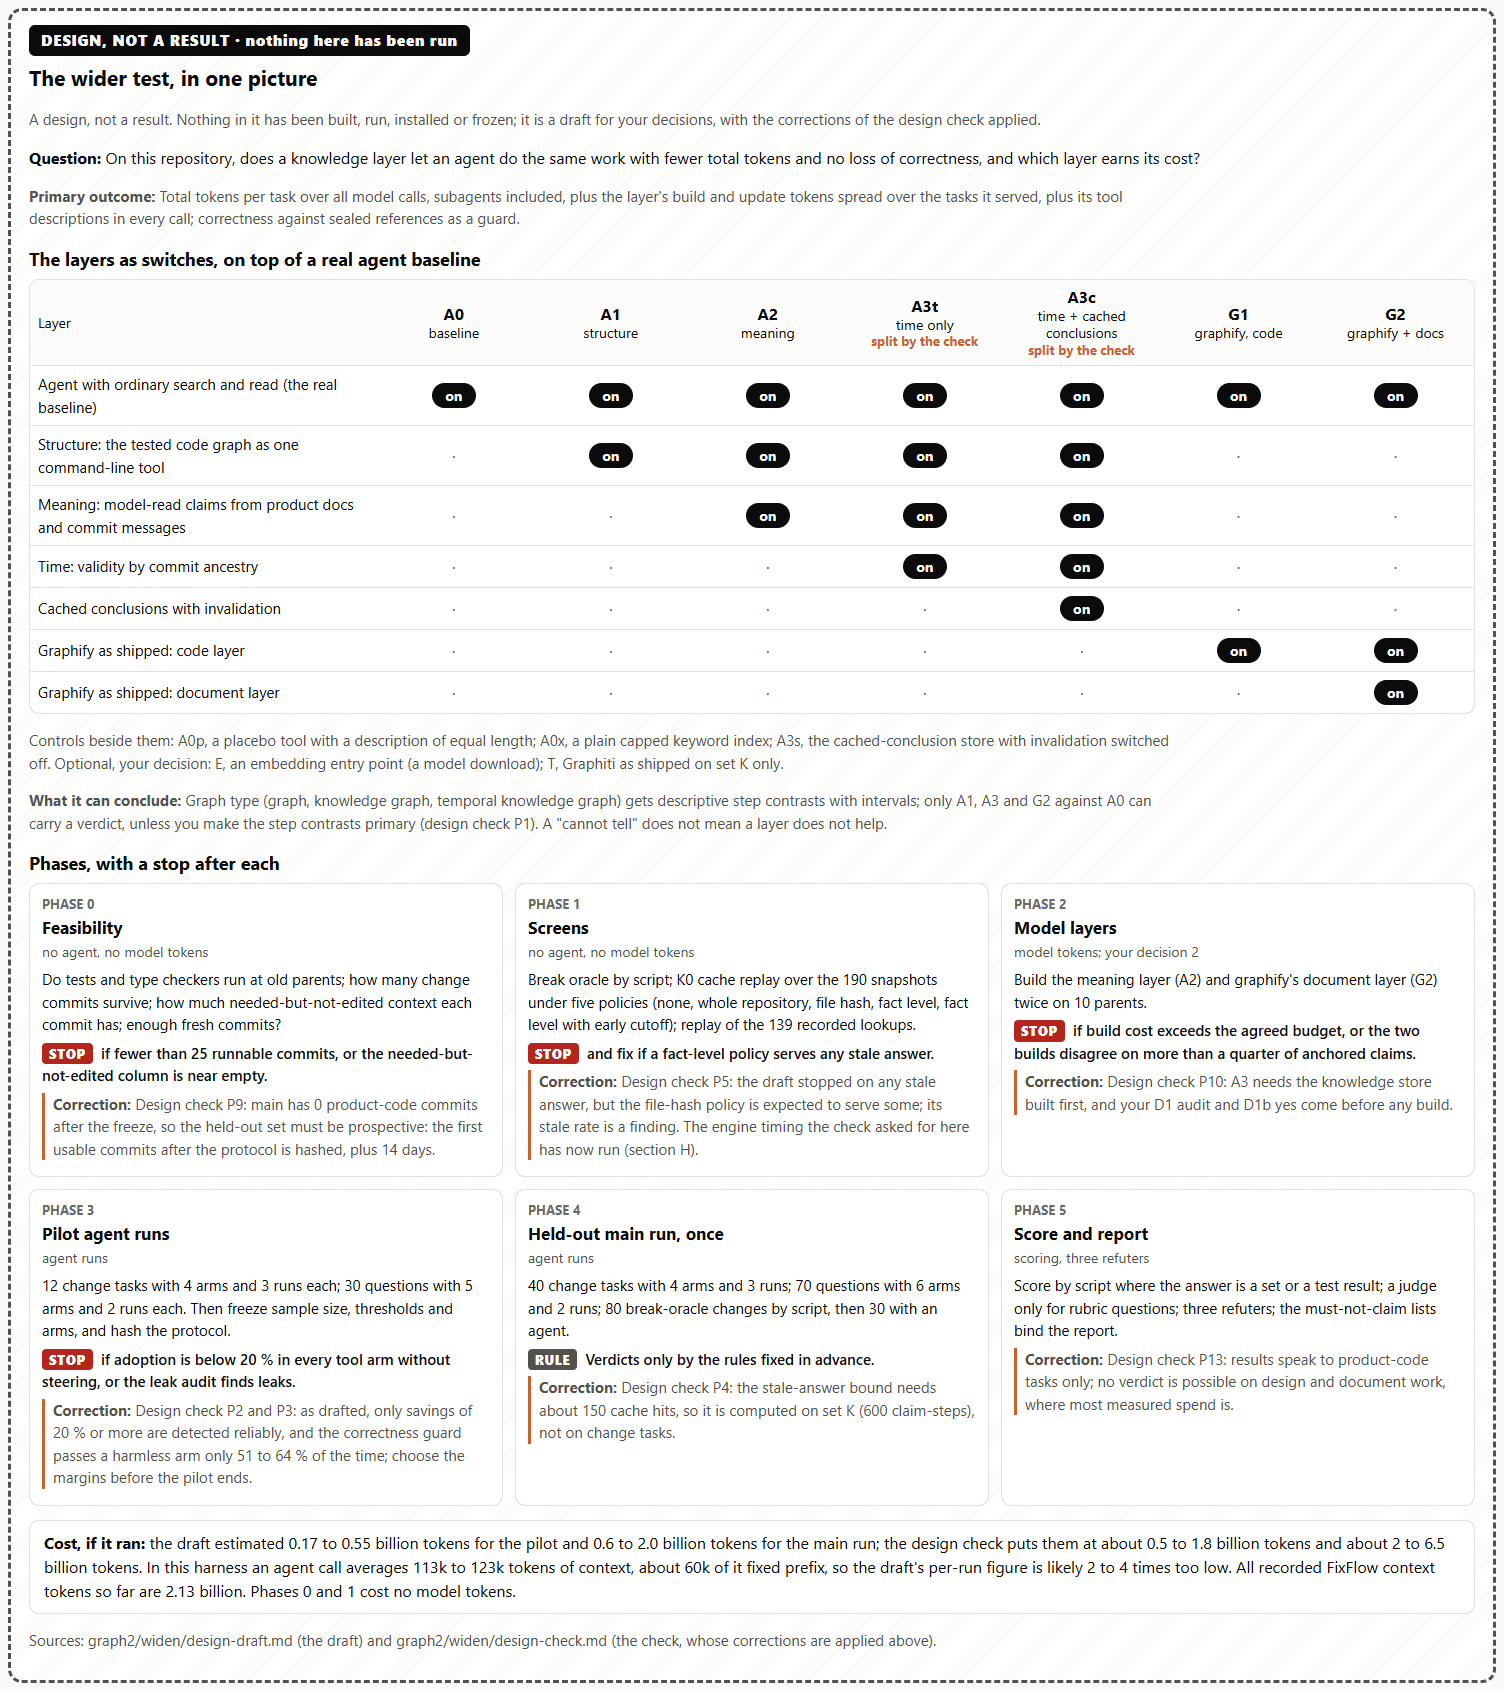 DESIGN, NOT A RESULT · nothing here has been run
The wider test, in one picture
A design, not a result. Nothing in it has been built, run, installed or frozen; it is a draft for your decisions, with the corrections of the design check applied.
Question: On this repository, does a knowledge layer let an agent do the same work with fewer total tokens and no loss of correctness, and which layer earns its cost?
Primary outcome: Total tokens per task over all model calls, subagents included, plus the layer's build and update tokens spread over the tasks it served, plus its tool
descriptions in every call; correctness against sealed references as a guard.
The layers as switches, on top of a real agent baseline
Layer
A0
baseline
A1
structure
A2
meaning
A3t
time only
split by the check
A3c
time + cached
conclusions
split by the check
G1
graphify, code
G2
graphify + docs
Agent with ordinary search and read (the real
baseline)
on on on on on on on
Structure: the tested code graph as one
command-line tool
· on on on on · ·
Meaning: model-read claims from product docs
and commit messages
· · on on on · ·
Time: validity by commit ancestry
· · · on on · ·
Cached conclusions with invalidation
· · · · on · ·
Graphify as shipped: code layer
· · · · · on on
Graphify as shipped: document layer
· · · · · · on
Controls beside them: A0p, a placebo tool with a description of equal length; A0x, a plain capped keyword index; A3s, the cached-conclusion store with invalidation switched
off. Optional, your decision: E, an embedding entry point (a model download); T, Graphiti as shipped on set K only.
What it can conclude: Graph type (graph, knowledge graph, temporal knowledge graph) gets descriptive step contrasts with intervals; only A1, A3 and G2 against A0 can
carry a verdict, unless you make the step contrasts primary (design check P1). A "cannot tell" does not mean a layer does not help.
Phases, with a stop after each
PHASE 0
Feasibility
no agent, no model tokens
Do tests and type checkers run at old parents; how many change
commits survive; how much needed-but-not-edited context each
commit has; enough fresh commits?
STOP if fewer than 25 runnable commits, or the needed-but-
not-edited column is near empty.
Correction: Design check P9: main has 0 product-code commits
after the freeze, so the held-out set must be prospective: the first
usable commits after the protocol is hashed, plus 14 days.
PHASE 1
Screens
no agent, no model tokens
Break oracle by script; K0 cache replay over the 190 snapshots
under five policies (none, whole repository, file hash, fact level, fact
level with early cutoff); replay of the 139 recorded lookups.
STOP and fix if a fact-level policy serves any stale answer.
Correction: Design check P5: the draft stopped on any stale
answer, but the file-hash policy is expected to serve some; its
stale rate is a finding. The engine timing the check asked for here
has now run (section H).
PHASE 2
Model layers
model tokens; your decision 2
Build the meaning layer (A2) and graphify's document layer (G2)
twice on 10 parents.
STOP if build cost exceeds the agreed budget, or the two
builds disagree on more than a quarter of anchored claims.
Correction: Design check P10: A3 needs the knowledge store
built first, and your D1 audit and D1b yes come before any build.
PHASE 3
Pilot agent runs
agent runs
12 change tasks with 4 arms and 3 runs each; 30 questions with 5
arms and 2 runs each. Then freeze sample size, thresholds and
arms, and hash the protocol.
STOP if adoption is below 20 % in every tool arm without
steering, or the leak audit finds leaks.
Correction: Design check P2 and P3: as drafted, only savings of
20 % or more are detected reliably, and the correctness guard
passes a harmless arm only 51 to 64 % of the time; choose the
margins before the pilot ends.
PHASE 4
Held-out main run, once
agent runs
40 change tasks with 4 arms and 3 runs; 70 questions with 6 arms
and 2 runs; 80 break-oracle changes by script, then 30 with an
agent.
RULE Verdicts only by the rules fixed in advance.
Correction: Design check P4: the stale-answer bound needs
about 150 cache hits, so it is computed on set K (600 claim-steps),
not on change tasks.
PHASE 5
Score and report
scoring, three refuters
Score by script where the answer is a set or a test result; a judge
only for rubric questions; three refuters; the must-not-claim lists
bind the report.
Correction: Design check P13: results speak to product-code
tasks only; no verdict is possible on design and document work,
where most measured spend is.
Cost, if it ran: the draft estimated 0.17 to 0.55 billion tokens for the pilot and 0.6 to 2.0 billion tokens for the main run; the design check puts them at about 0.5 to 1.8 billion tokens and about 2 to 6.5
billion tokens. In this harness an agent call averages 113k to 123k tokens of context, about 60k of it fixed prefix, so the draft's per-run figure is likely 2 to 4 times too low. All recorded FixFlow context
tokens so far are 2.13 billion. Phases 0 and 1 cost no model tokens.
Sources: graph2/widen/design-draft.md (the draft) and graph2/widen/design-check.md (the check, whose corrections are applied above).